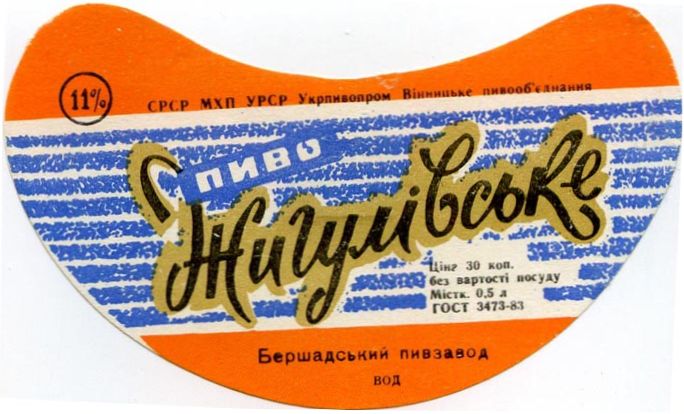 11%
СРСР МХП УРСР Укрпивопром Вінницьке пивооб'єднання
ПИВО
Жигулівське
Ціна 30 коп.
без вартості посуду
Містк. 0,5 л
ГОСТ 3473-83
Бершадський пивзавод
ВОД